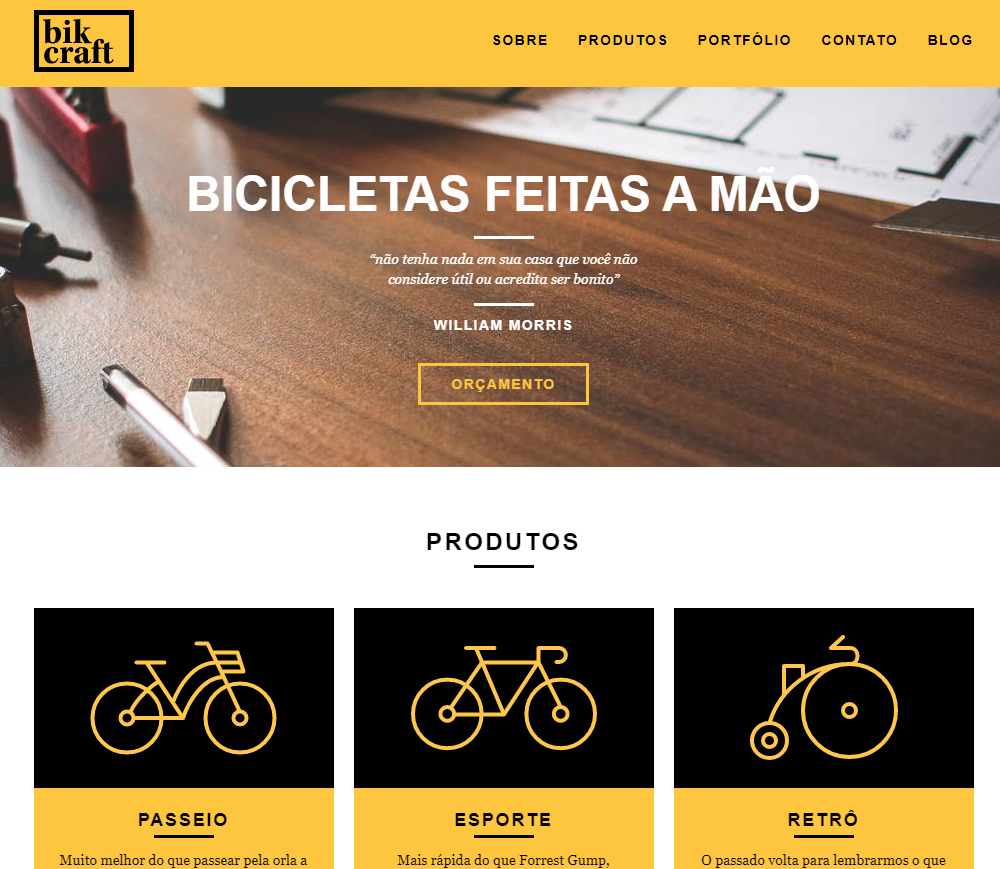 bik
craft
SOBRE PRODUTOS PORTFÓLIO CONTATO BLOG
BICICLETAS FEITAS A MÃO
“não tenha nada em sua casa que você não
considere útil ou acredita ser bonito”
WILLIAM MORRIS
ORÇAMENTO
PRODUTOS
PASSEIO
Muito melhor do que passear pela orla a
ESPORTE
Mais rápida do que Forrest Gump,
RETRÔ
O passado volta para lembrarmos o que